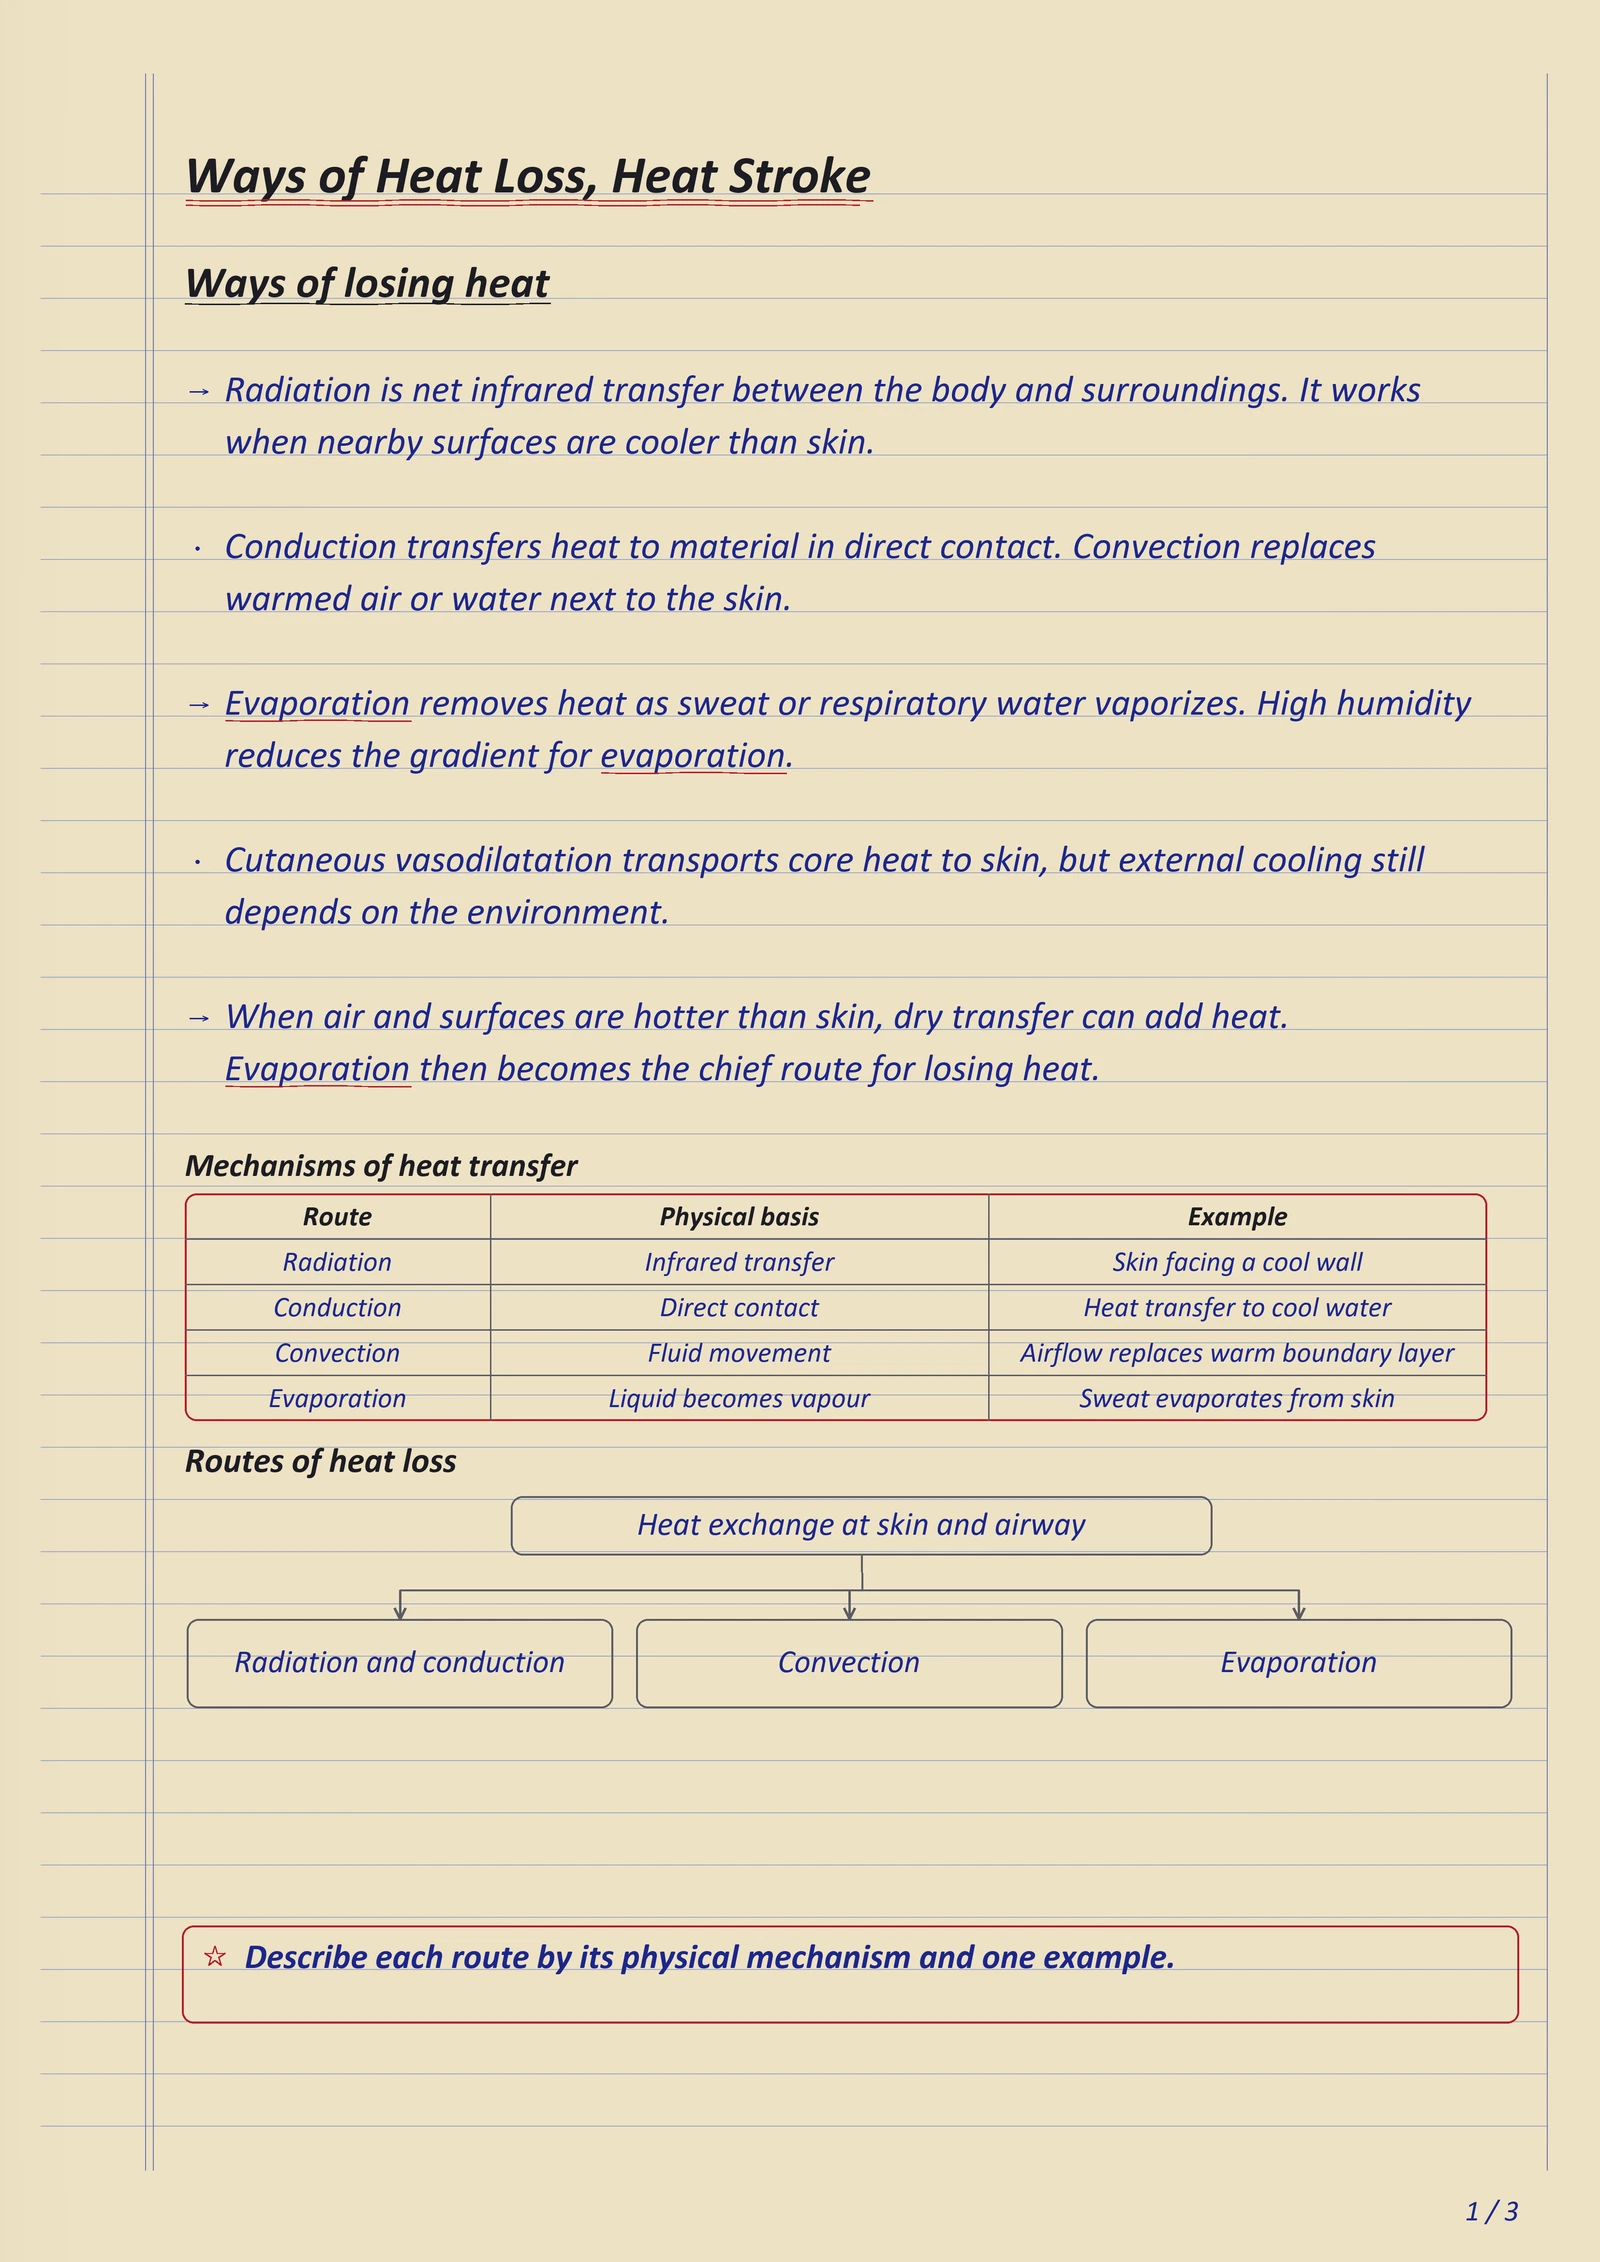 Ways of Heat Loss, Heat Stroke
Ways of losing heat
→ Radiation is net infrared transfer between the body and surroundings. It works
when nearby surfaces are cooler than skin.
· Conduction transfers heat to material in direct contact. Convection replaces
warmed air or water next to the skin.
→ Evaporation removes heat as sweat or respiratory water vaporizes. High humidity
reduces the gradient for evaporation.
· Cutaneous vasodilatation transports core heat to skin, but external cooling still
depends on the environment.
→ When air and surfaces are hotter than skin, dry transfer can add heat.
Evaporation then becomes the chief route for losing heat.
Mechanisms of heat transfer
Route Physical basis Example
Radiation Infrared transfer Skin facing a cool wall
Conduction Direct contact Heat transfer to cool water
Convection Fluid movement Airflow replaces warm boundary layer
Evaporation Liquid becomes vapour Sweat evaporates from skin
Routes of heat loss
Heat exchange at skin and airway
Radiation and conduction Convection Evaporation
☆ Describe each route by its physical mechanism and one example.
1 / 3